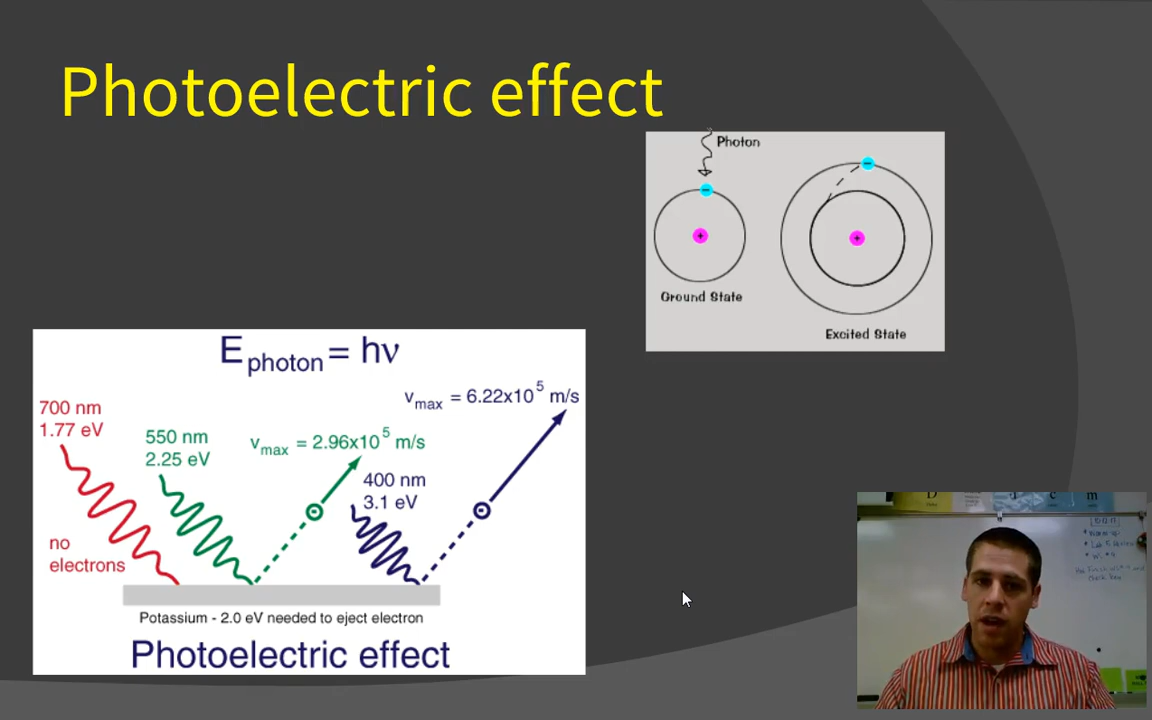 Photoelectric effect
Photon
Ground State
Excited State
E photon = hν
700 nm
1.77 eV
no
electrons
550 nm
2.25 eV
v max = 2.96x10 5 m/s
400 nm
3.1 eV
v max = 6.22x10 5 m/s
Potassium - 2.0 eV needed to eject electron
Photoelectric effect
D
c
m